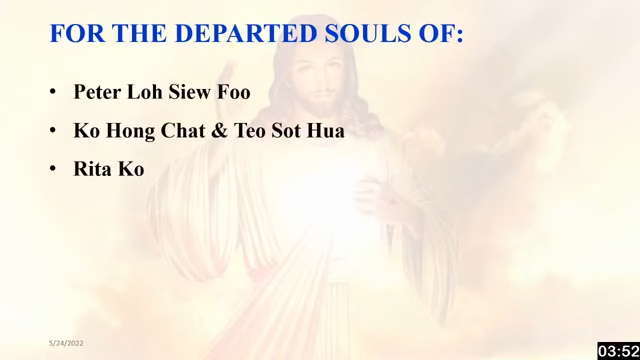 FOR THE DEPARTED SOULS OF:
• Peter Loh Siew Foo
• Ko Hong Chat & Teo Sot Hua
• Rita Ko
5/24/2022
03:52